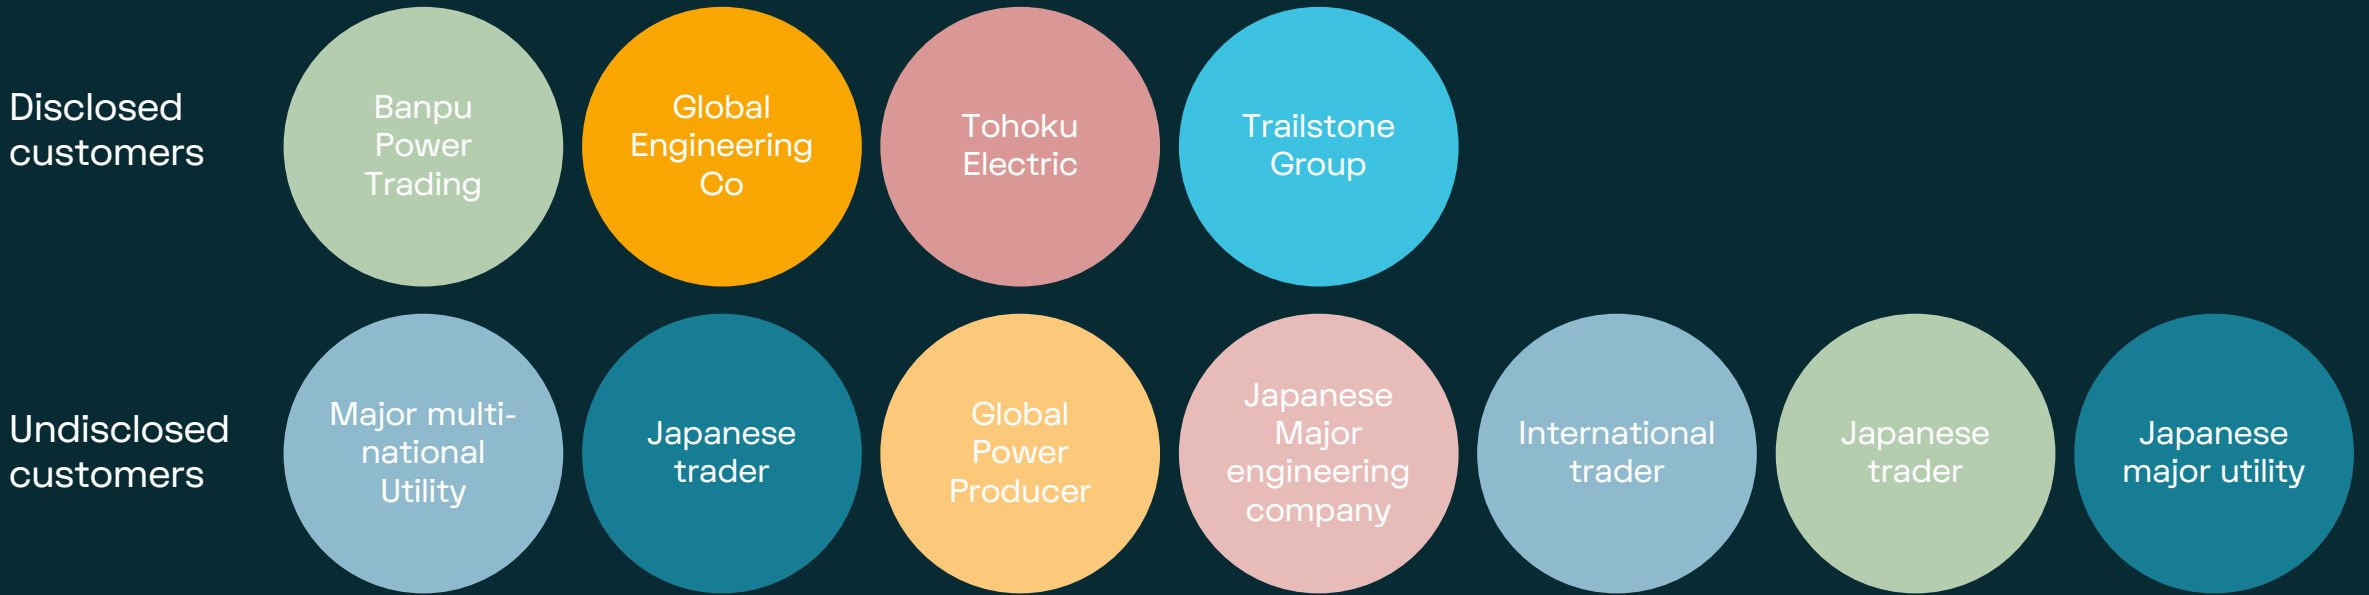 Disclosed
customers
Banpu
Power
Trading
Global
Engineering
Co
Tohoku
Electric
Trailstone
Group
Undisclosed
customers
Major multi-
national
Utility
Japanese
trader
Global
Power
Producer
Japanese
Major
engineering
company
International
trader
Japanese
trader
Japanese
major utility